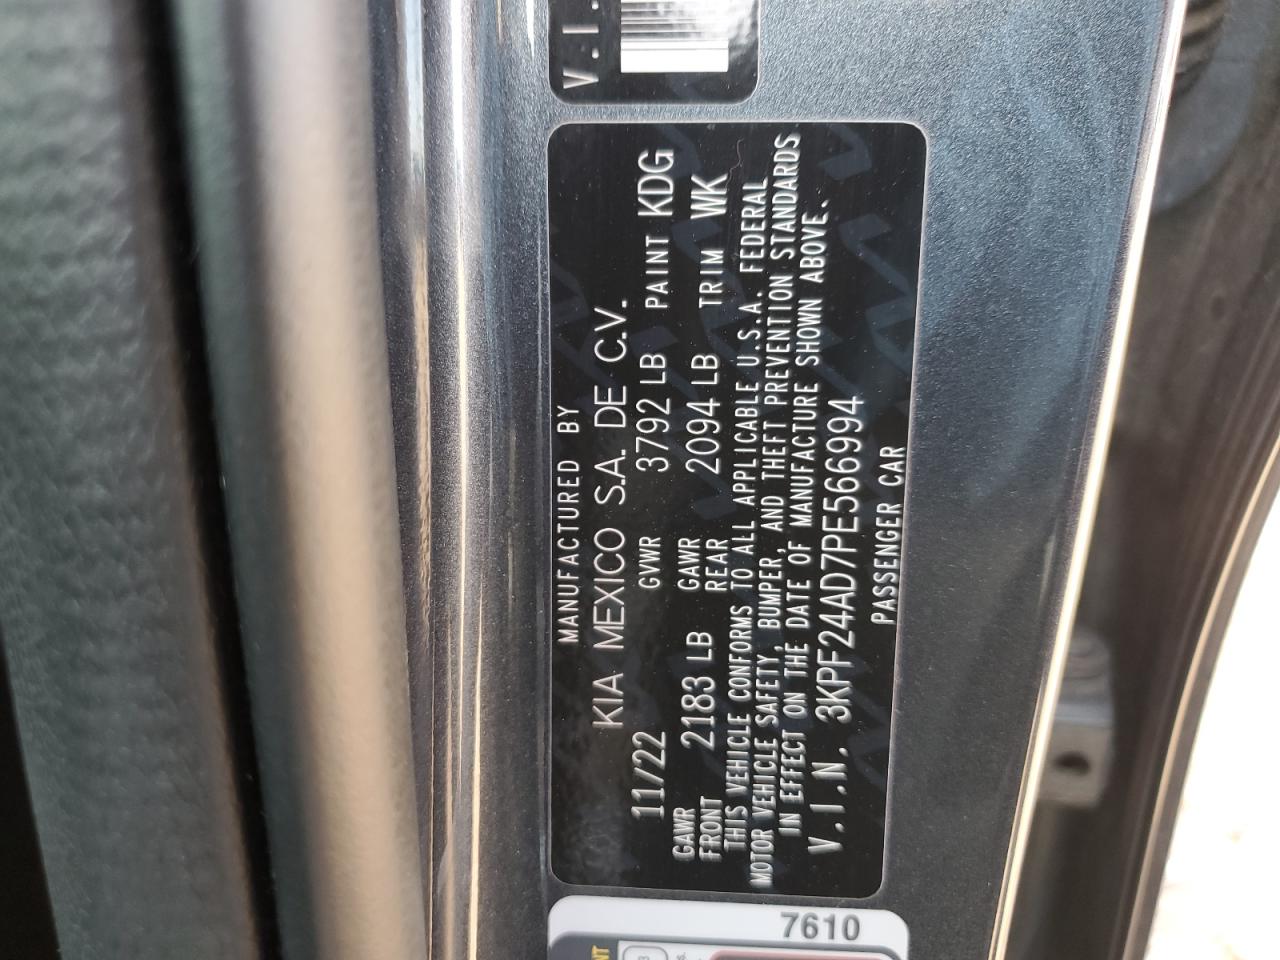 V.I.
MANUFACTURED BY
KIA MEXICO S.A. DE C.V.
11/22 GVWR 3792 LB PAINT KDG
GAWR FRONT 2183 LB GAWR REAR 2094 LB TRIM WK
THIS VEHICLE CONFORMS TO ALL APPLICABLE U.S.A. FEDERAL
MOTOR VEHICLE SAFETY, BUMPER, AND THEFT PREVENTION STANDARDS
IN EFFECT ON THE DATE OF MANUFACTURE SHOWN ABOVE.
V.I.N. 3KPF24AD7PE566994
PASSENGER CAR
7610